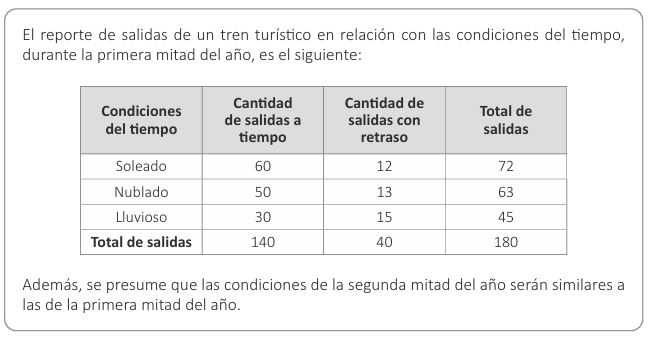 El reporte de salidas de un tren turístico en relación con las condiciones del tiempo,
durante la primera mitad del año, es el siguiente:
Condiciones del tiempo | Cantidad de salidas a tiempo | Cantidad de salidas con retraso | Total de salidas
Soleado | 60 | 12 | 72
Nublado | 50 | 13 | 63
Lluvioso | 30 | 15 | 45
Total de salidas | 140 | 40 | 180
Además, se presume que las condiciones de la segunda mitad del año serán similares a
las de la primera mitad del año.